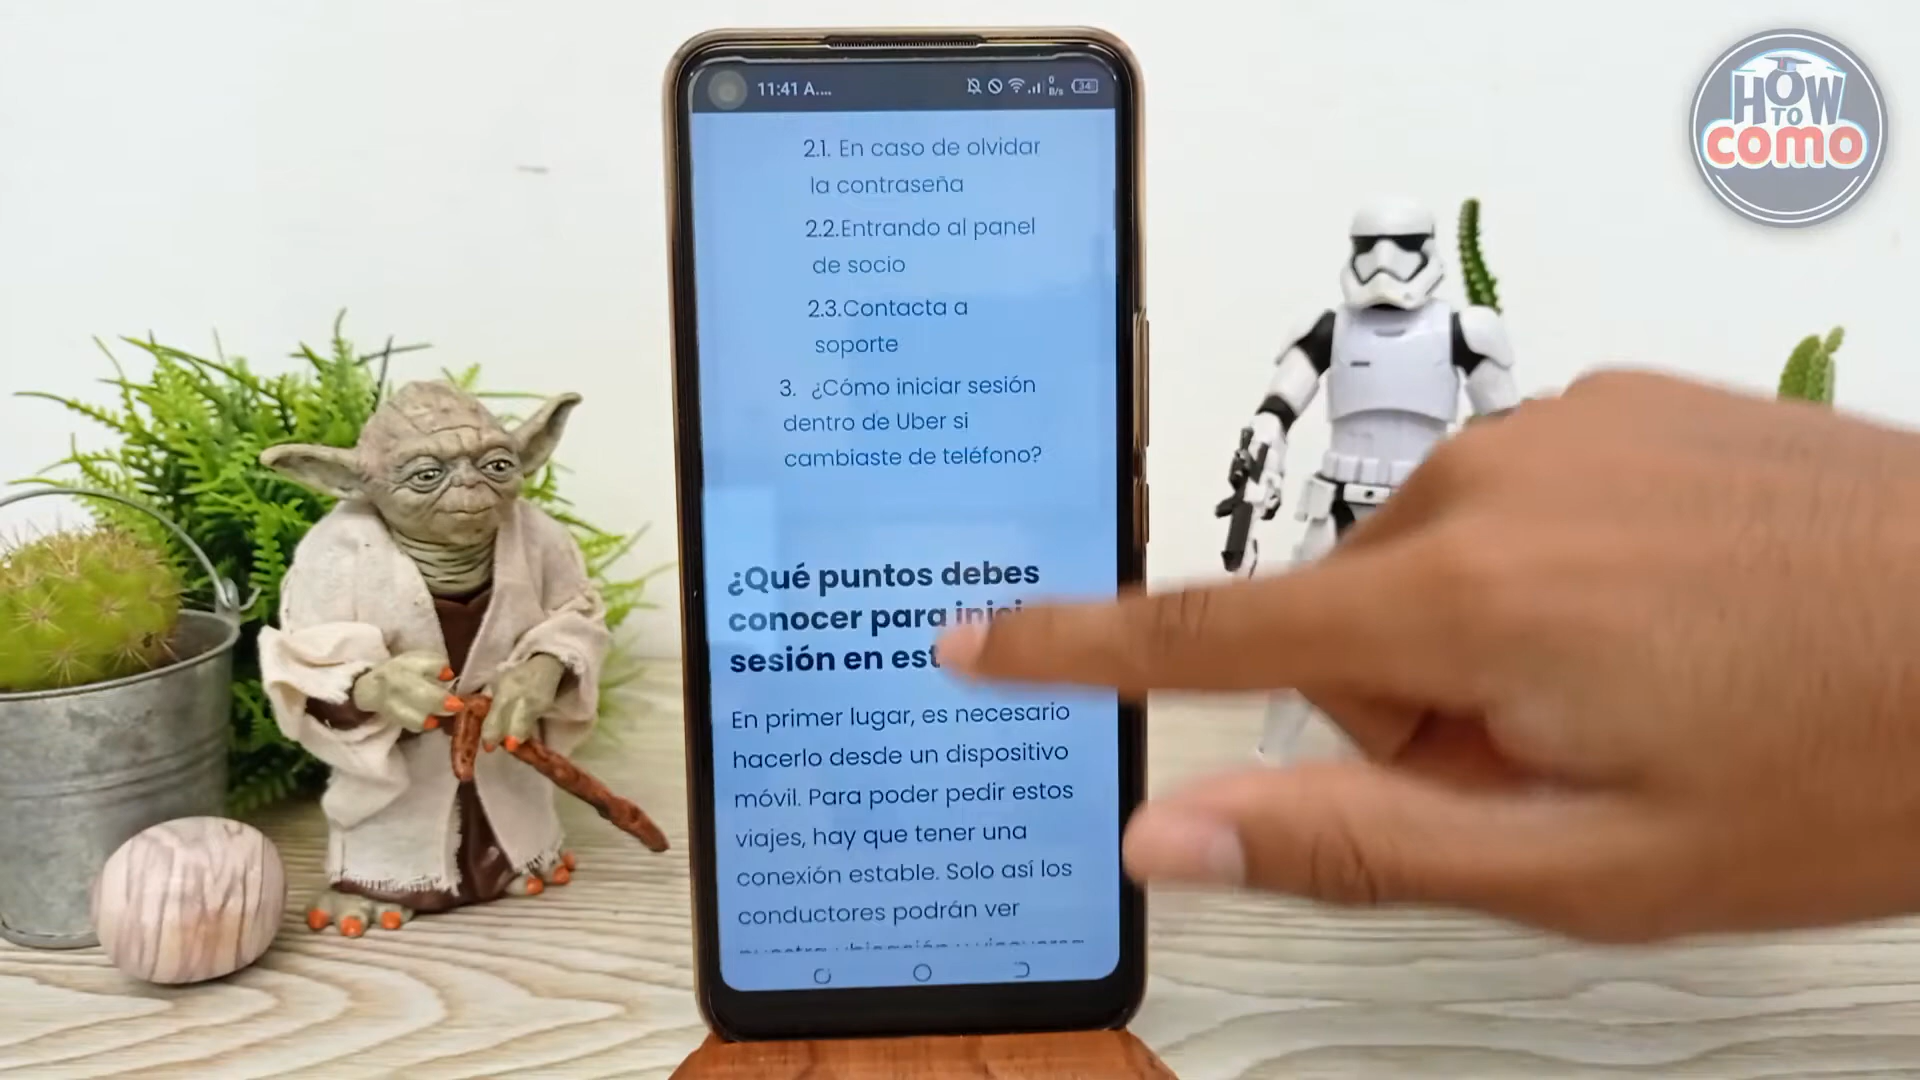 11:41 A....
0
B/s
34
2.1. En caso de olvidar
la contraseña
2.2.Entrando al panel
de socio
2.3.Contacta a
soporte
3. ¿Cómo iniciar sesión
dentro de Uber si
cambiaste de teléfono?
¿Qué puntos debes
conocer para
sesión en
En primer lugar, es necesario
hacerlo desde un dispositivo
móvil. Para poder pedir estos
viajes, hay que tener una
conexión estable. Solo así los
conductores podrán ver
HOW
TO
COMO